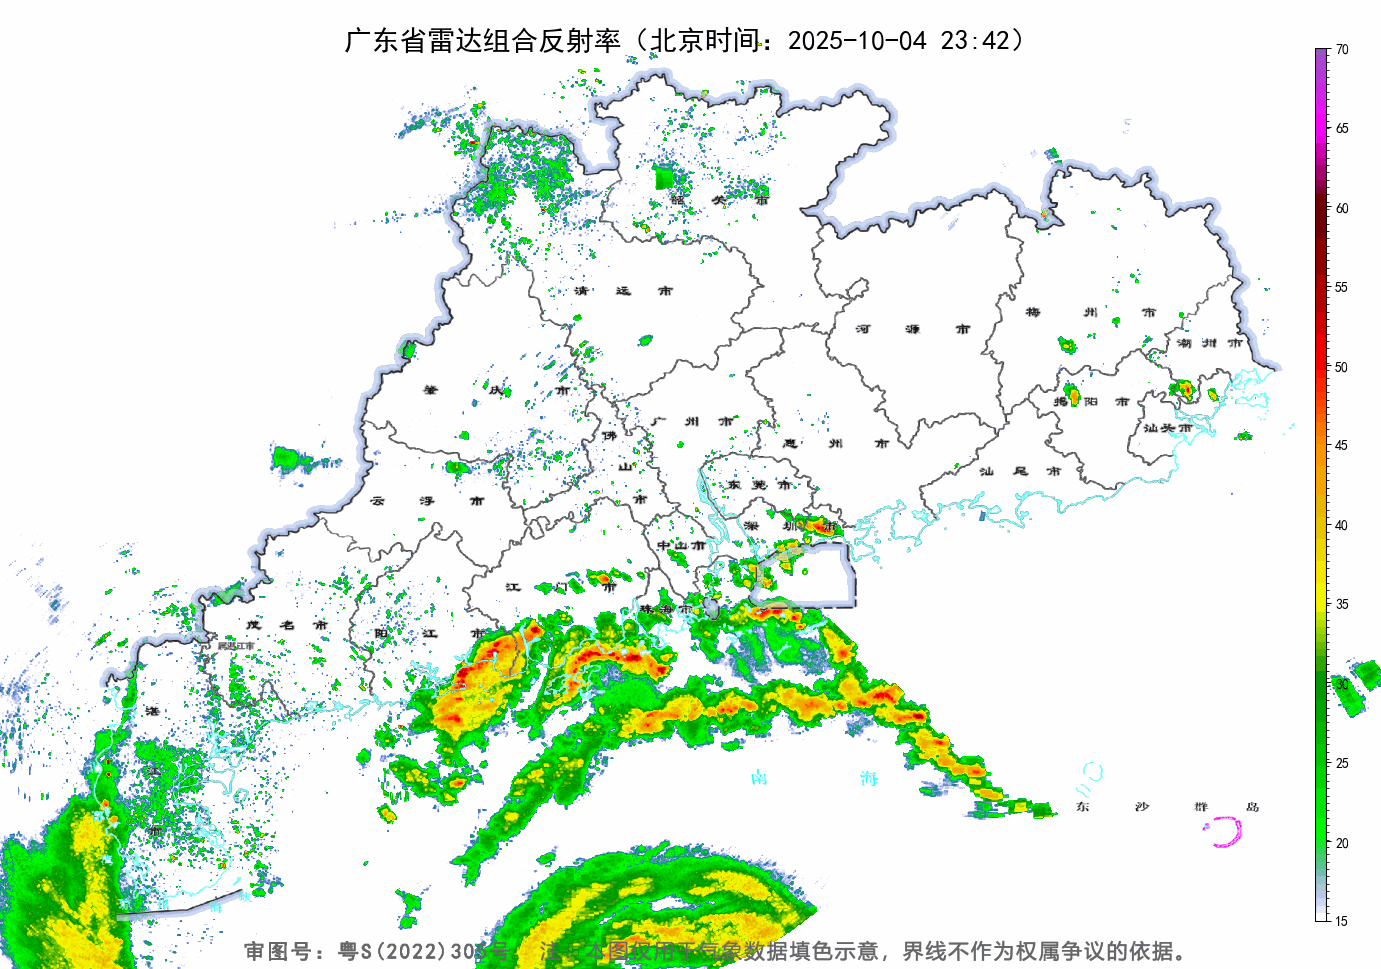 广东省雷达组合反射率（北京时间：2025-10-04 23:42）
70
65
60
55
50
45
40
35
30
25
20
15
韶关市
清远市
河源市
梅州市
潮州市
肇庆市
揭阳市
汕头市
广州市
佛山市
惠州市
汕尾市
东莞市
云浮市
深圳市
中山市
江门市
珠海市
茂名市
阳江市
属湛江市
湛江市
南海
东沙群岛
审图号：粤S(2022)305号 注：本图仅用于气象数据填色示意，界线不作为权属争议的依据。